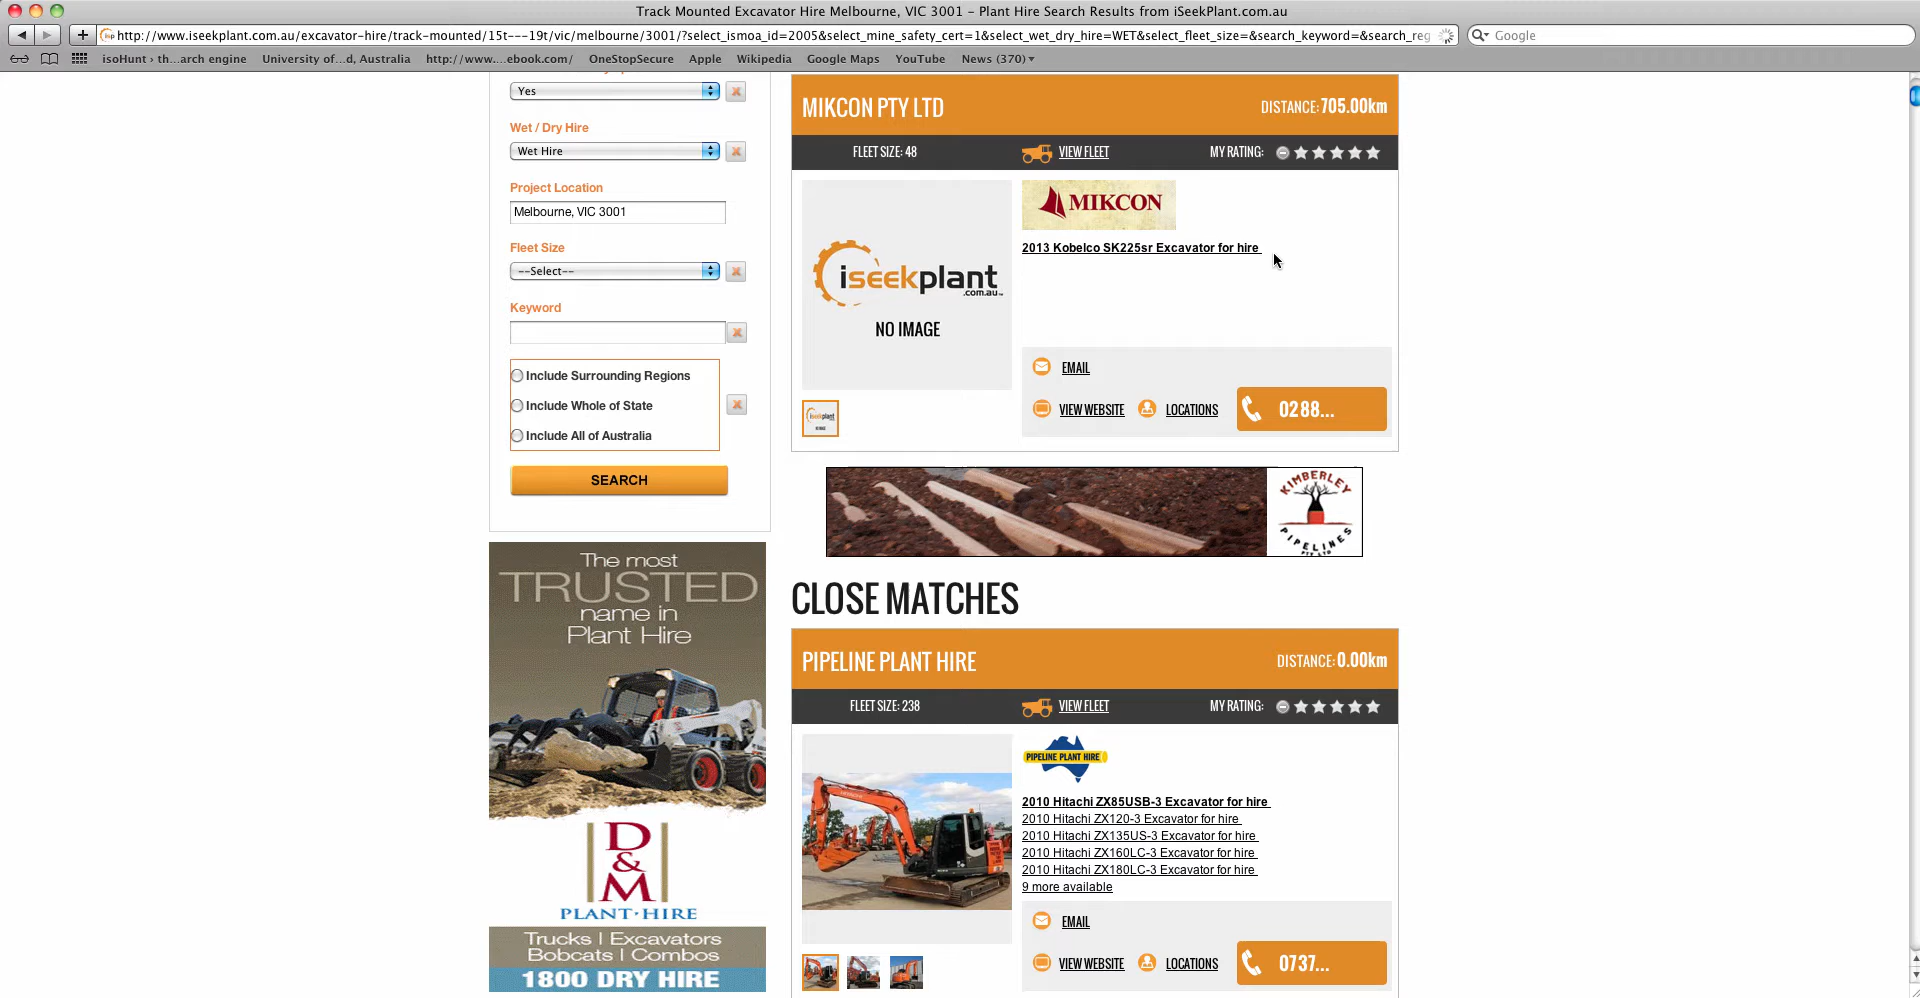 Track Mounted Excavator Hire Melbourne, VIC 3001 – Plant Hire Search Results from iSeekPlant.com.au
http://www.iseekplant.com.au/excavator-hire/track-mounted/15t---19t/vic/melbourne/3001/?select_ismoa_id=2005&select_mine_safety_cert=1&select_wet_dry_hire=WET&select_fleet_size=&search_keyword=&search_reg
Google
isoHunt › th...arch engine
University of...d, Australia
http://www....ebook.com/
OneStopSecure
Apple
Wikipedia
Google Maps
YouTube
News (370)
Yes
Wet / Dry Hire
Wet Hire
Project Location
Melbourne, VIC 3001
Fleet Size
--Select--
Keyword
Include Surrounding Regions
Include Whole of State
Include All of Australia
SEARCH
The most
TRUSTED
name in
Plant Hire
D
&
M
PLANT·HIRE
Trucks | Excavators
Bobcats | Combos
1800 DRY HIRE
MIKCON PTY LTD
DISTANCE: 705.00km
FLEET SIZE: 48
VIEW FLEET
MY RATING:
iseekplant
.com.au
NO IMAGE
MIKCON
2013 Kobelco SK225sr Excavator for hire
EMAIL
VIEW WEBSITE
LOCATIONS
0288...
KIMBERLEY
PIPELINES
PTY LTD
CLOSE MATCHES
PIPELINE PLANT HIRE
DISTANCE: 0.00km
FLEET SIZE: 238
VIEW FLEET
MY RATING:
PIPELINE PLANT HIRE
2010 Hitachi ZX85USB-3 Excavator for hire
2010 Hitachi ZX120-3 Excavator for hire
2010 Hitachi ZX135US-3 Excavator for hire
2010 Hitachi ZX160LC-3 Excavator for hire
2010 Hitachi ZX180LC-3 Excavator for hire
9 more available
EMAIL
VIEW WEBSITE
LOCATIONS
0737...